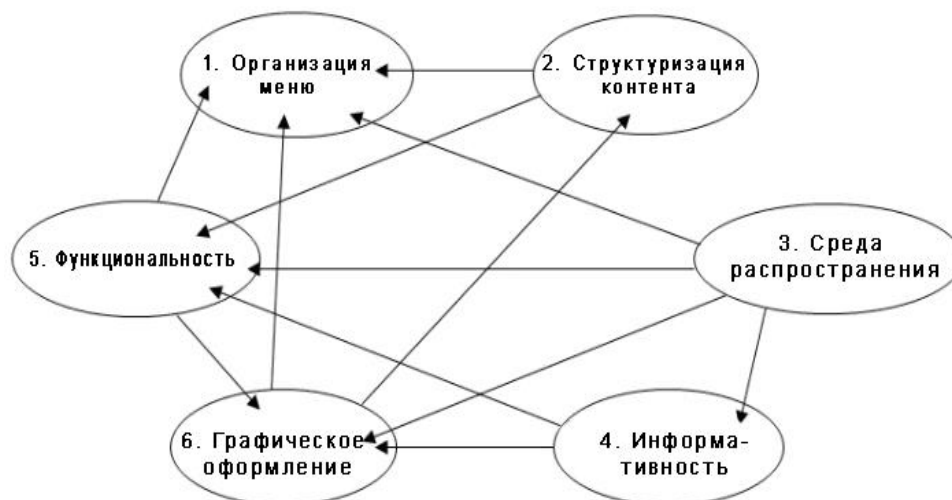 1. Организация
меню
2. Структуризация
контента
5. Функциональность
3. Среда
распространения
6. Графическое
оформление
4. Информа-
тивность